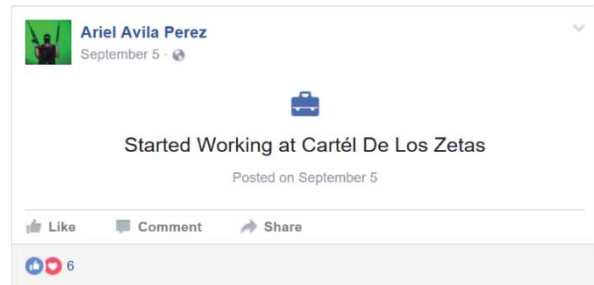 Ariel Avila Perez
September 5 ·
Started Working at Cartél De Los Zetas
Posted on September 5
Like Comment Share
6